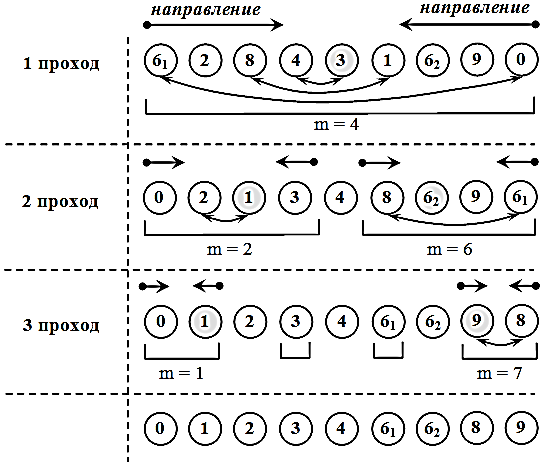 направление направление
1 проход 6₁ 2 8 4 3 1 6₂ 9 0
m = 4
2 проход 0 2 1 3 4 8 6₂ 9 6₁
m = 2 m = 6
3 проход 0 1 2 3 4 6₁ 6₂ 9 8
m = 1 m = 7
0 1 2 3 4 6₁ 6₂ 8 9